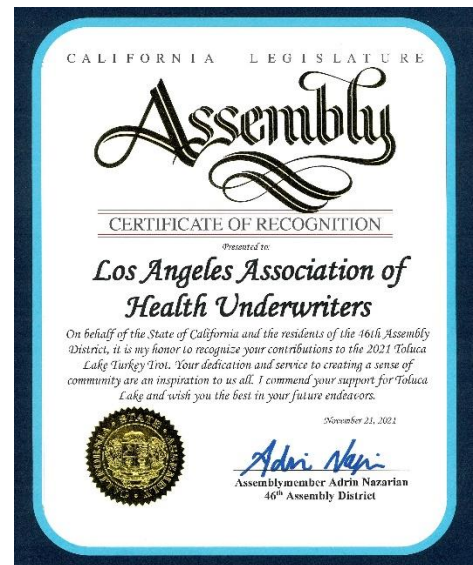 CALIFORNIA LEGISLATURE
Assembly
CERTIFICATE OF RECOGNITION
Presented to:
Los Angeles Association of
Health Underwriters
On behalf of the State of California and the residents of the 46th Assembly
District, it is my honor to recognize your contributions to the 2021 Toluca
Lake Turkey Trot. Your dedication and service to creating a sense of
community are an inspiration to us all. I commend your support for Toluca
Lake and wish you the best in your future endeavors.
November 21, 2021
Assemblymember Adrin Nazarian
46th Assembly District